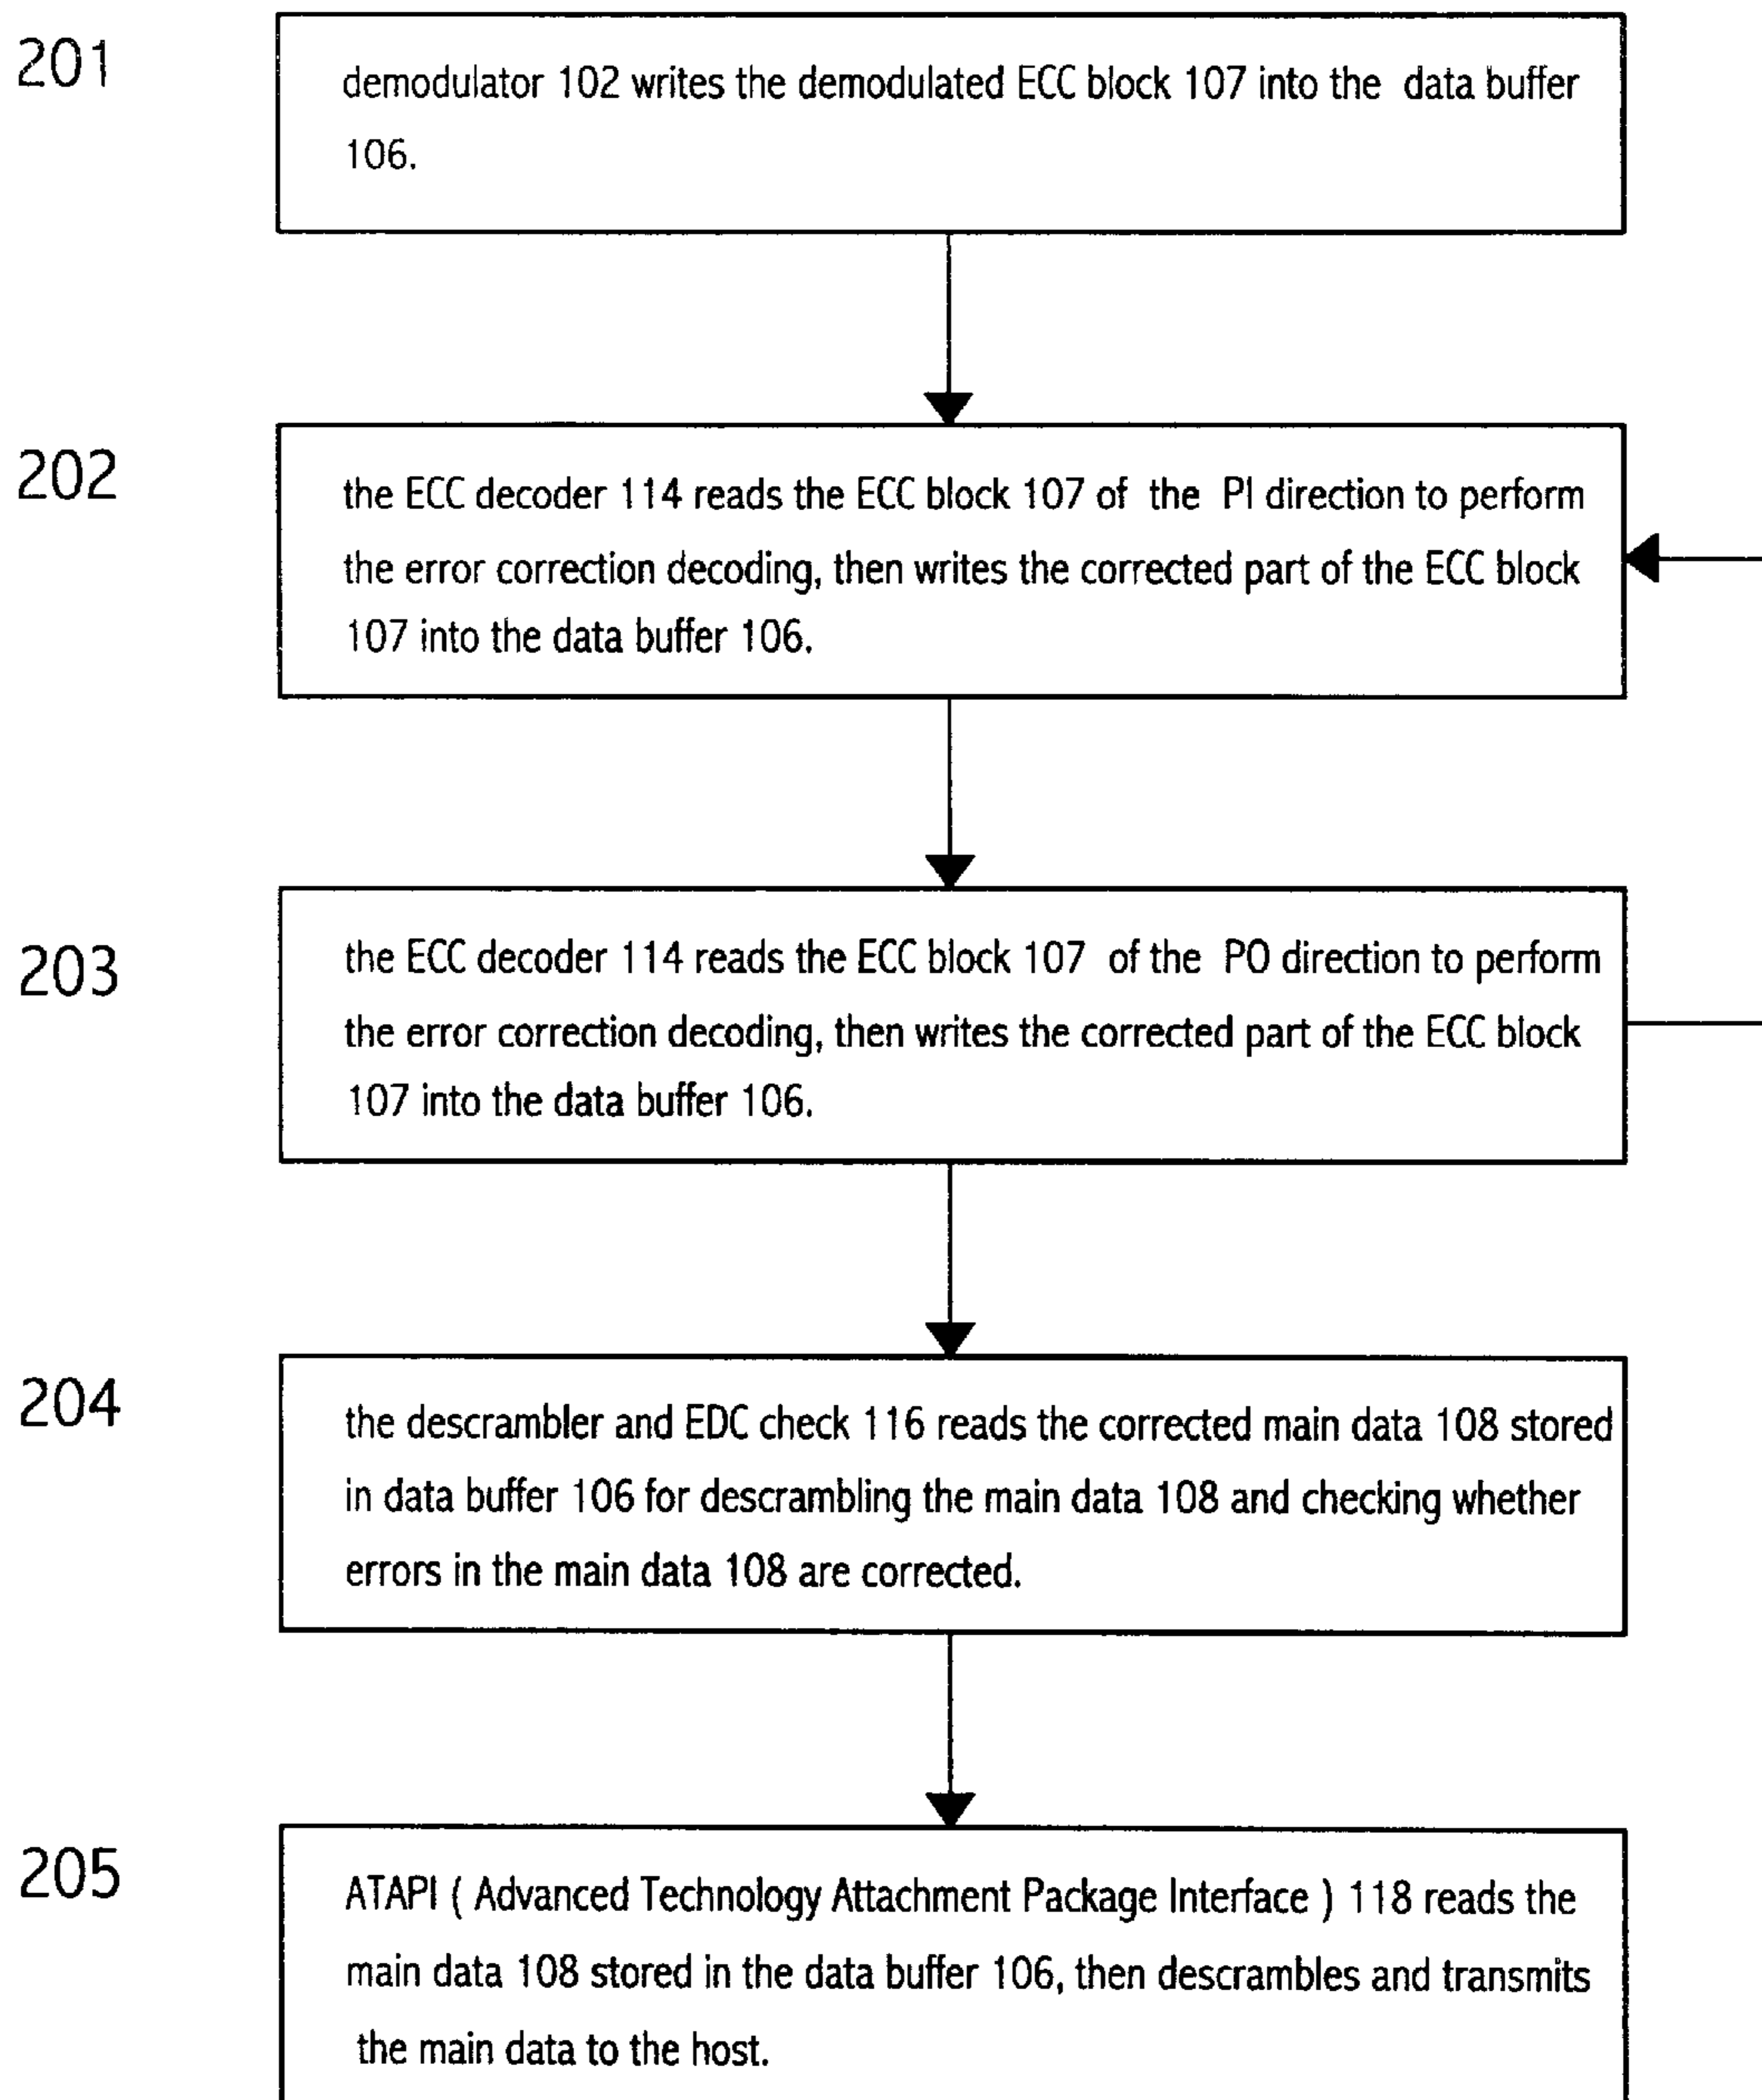 201
demodulator 102 writes the demodulated ECC block 107 into the data buffer
106.
202
the ECC decoder 114 reads the ECC block 107 of the PI direction to perform
the error correction decoding, then writes the corrected part of the ECC block
107 into the data buffer 106.
203
the ECC decoder 114 reads the ECC block 107 of the PO direction to perform
the error correction decoding, then writes the corrected part of the ECC block
107 into the data buffer 106.
204
the descrambler and EDC check 116 reads the corrected main data 108 stored
in data buffer 106 for descrambling the main data 108 and checking whether
errors in the main data 108 are corrected.
205
ATAPI ( Advanced Technology Attachment Package Interface ) 118 reads the
main data 108 stored in the data buffer 106, then descrambles and transmits
the main data to the host.